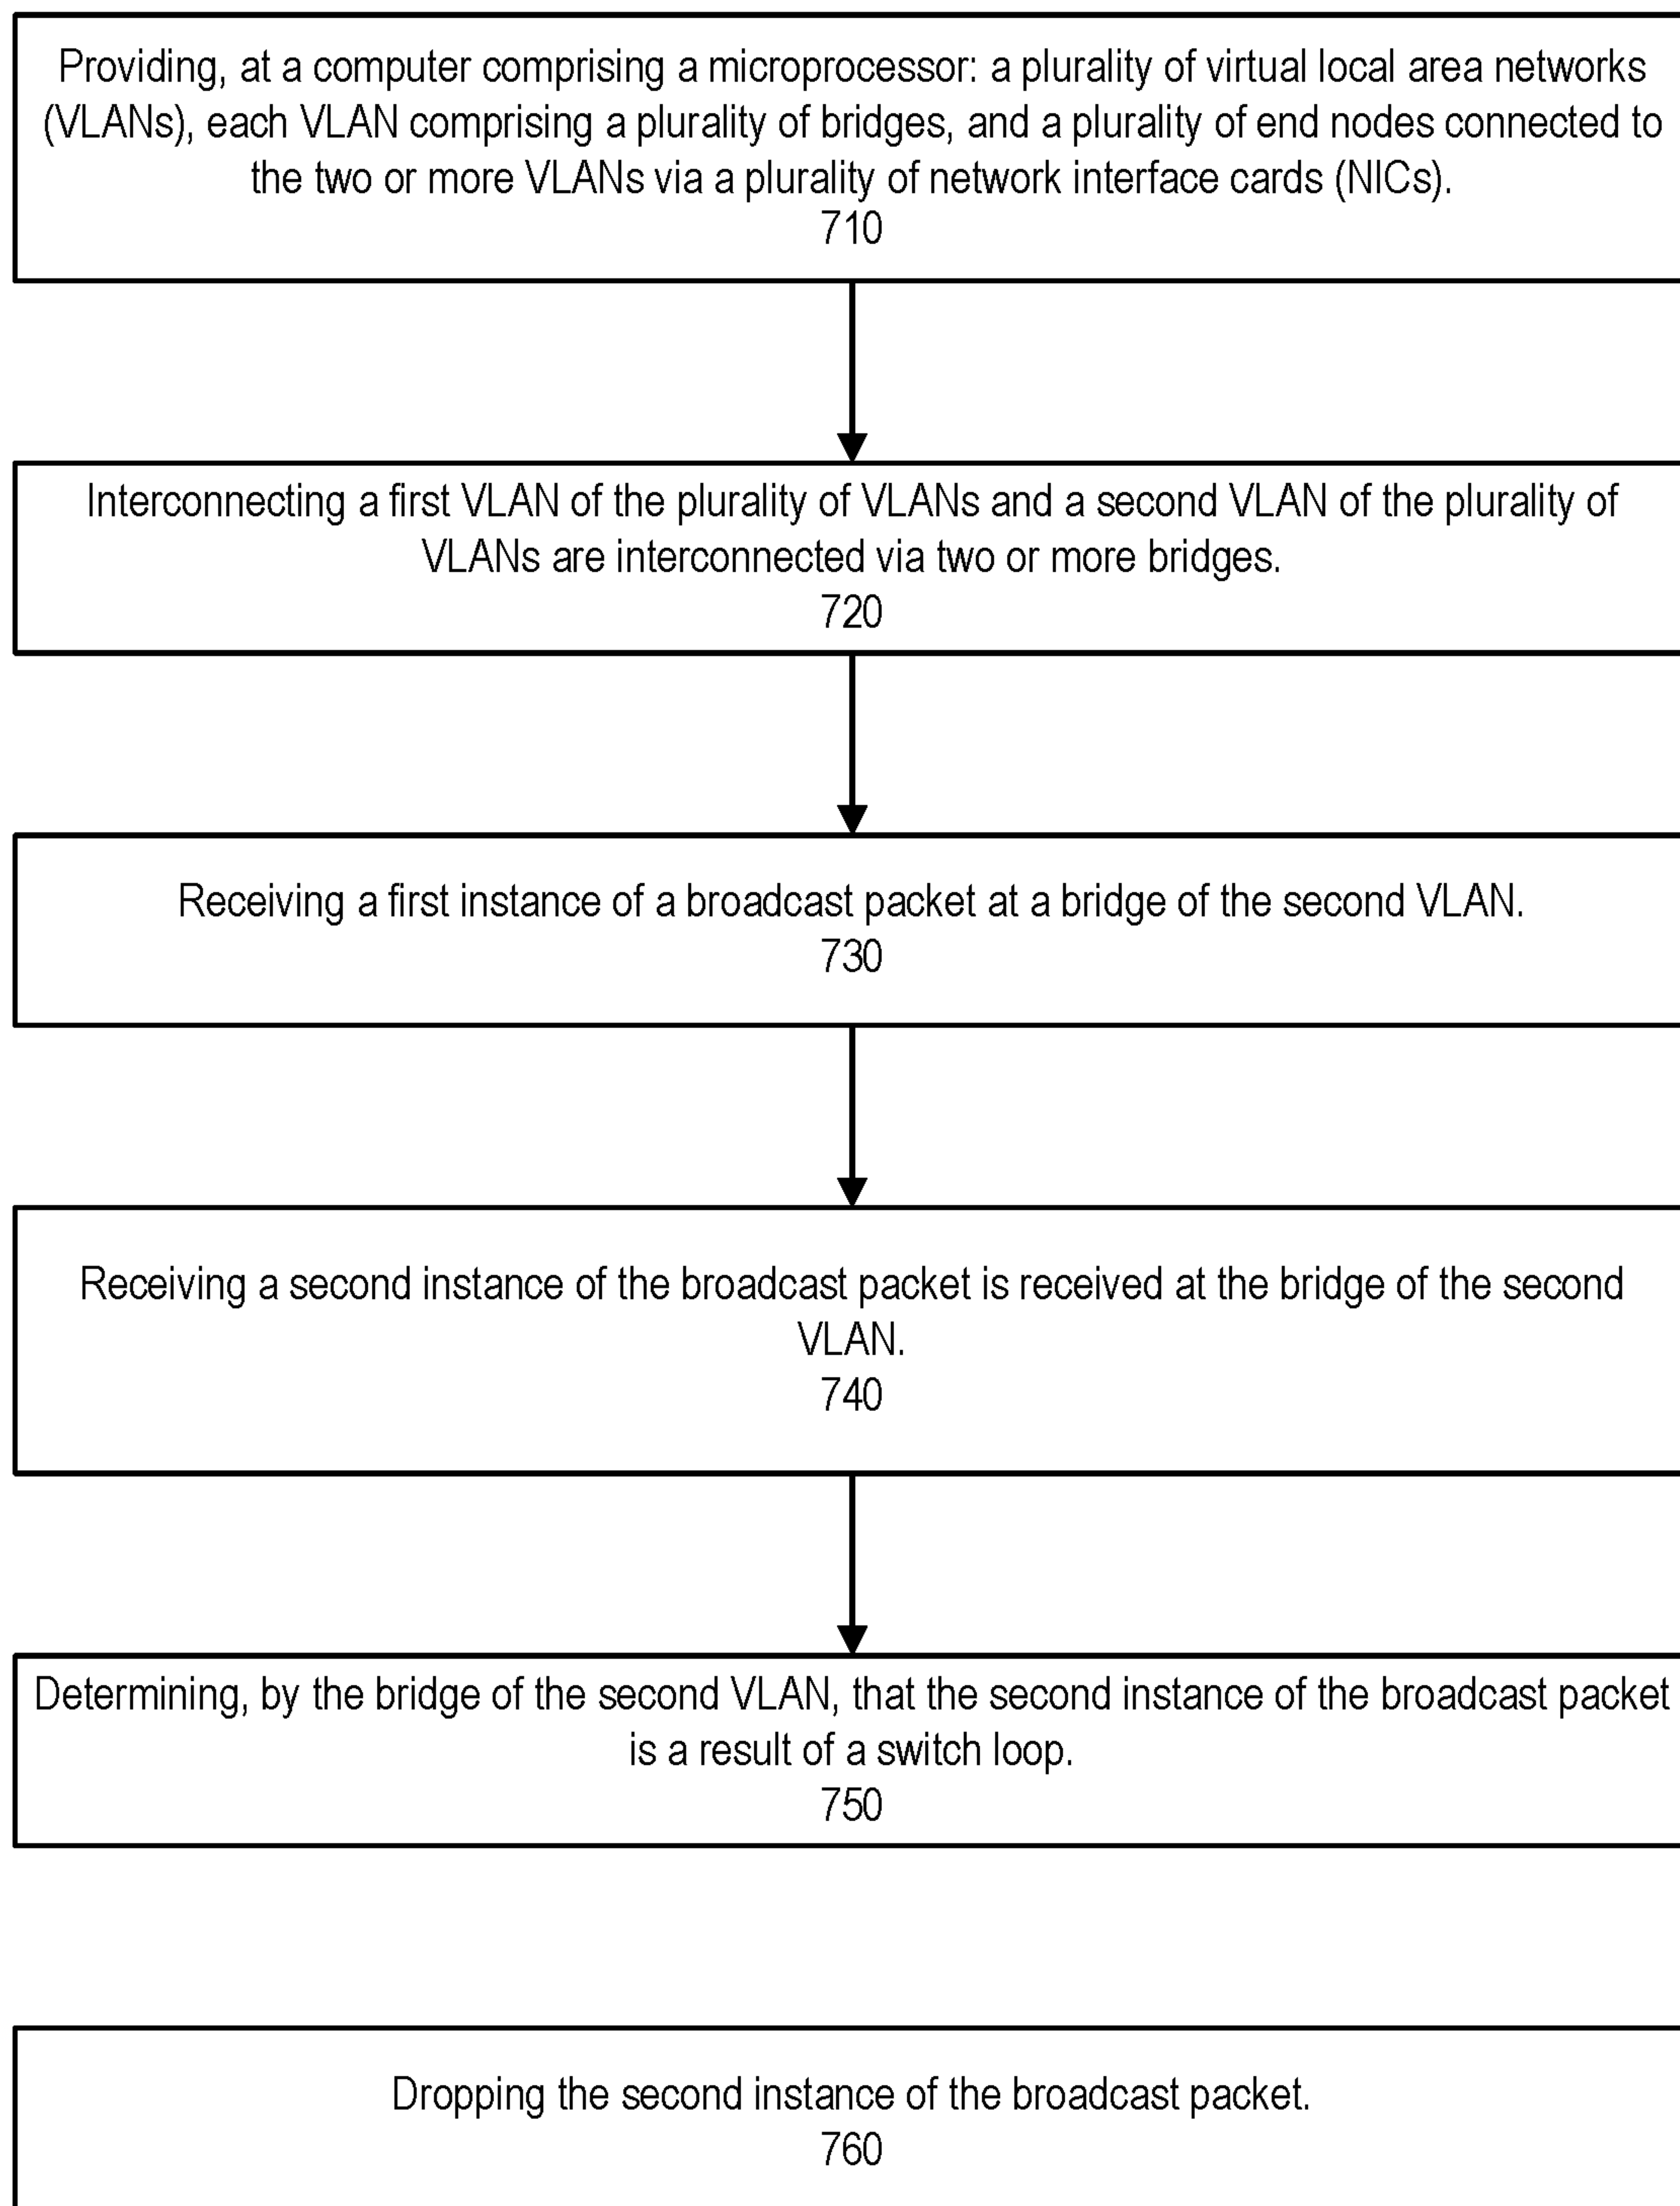 Providing, at a computer comprising a microprocessor: a plurality of virtual local area networks
(VLANs), each VLAN comprising a plurality of bridges, and a plurality of end nodes connected to
the two or more VLANs via a plurality of network interface cards (NICs).
710
Interconnecting a first VLAN of the plurality of VLANs and a second VLAN of the plurality of
VLANs are interconnected via two or more bridges.
720
Receiving a first instance of a broadcast packet at a bridge of the second VLAN.
730
Receiving a second instance of the broadcast packet is received at the bridge of the second
VLAN.
740
Determining, by the bridge of the second VLAN, that the second instance of the broadcast packet
is a result of a switch loop.
750
Dropping the second instance of the broadcast packet.
760